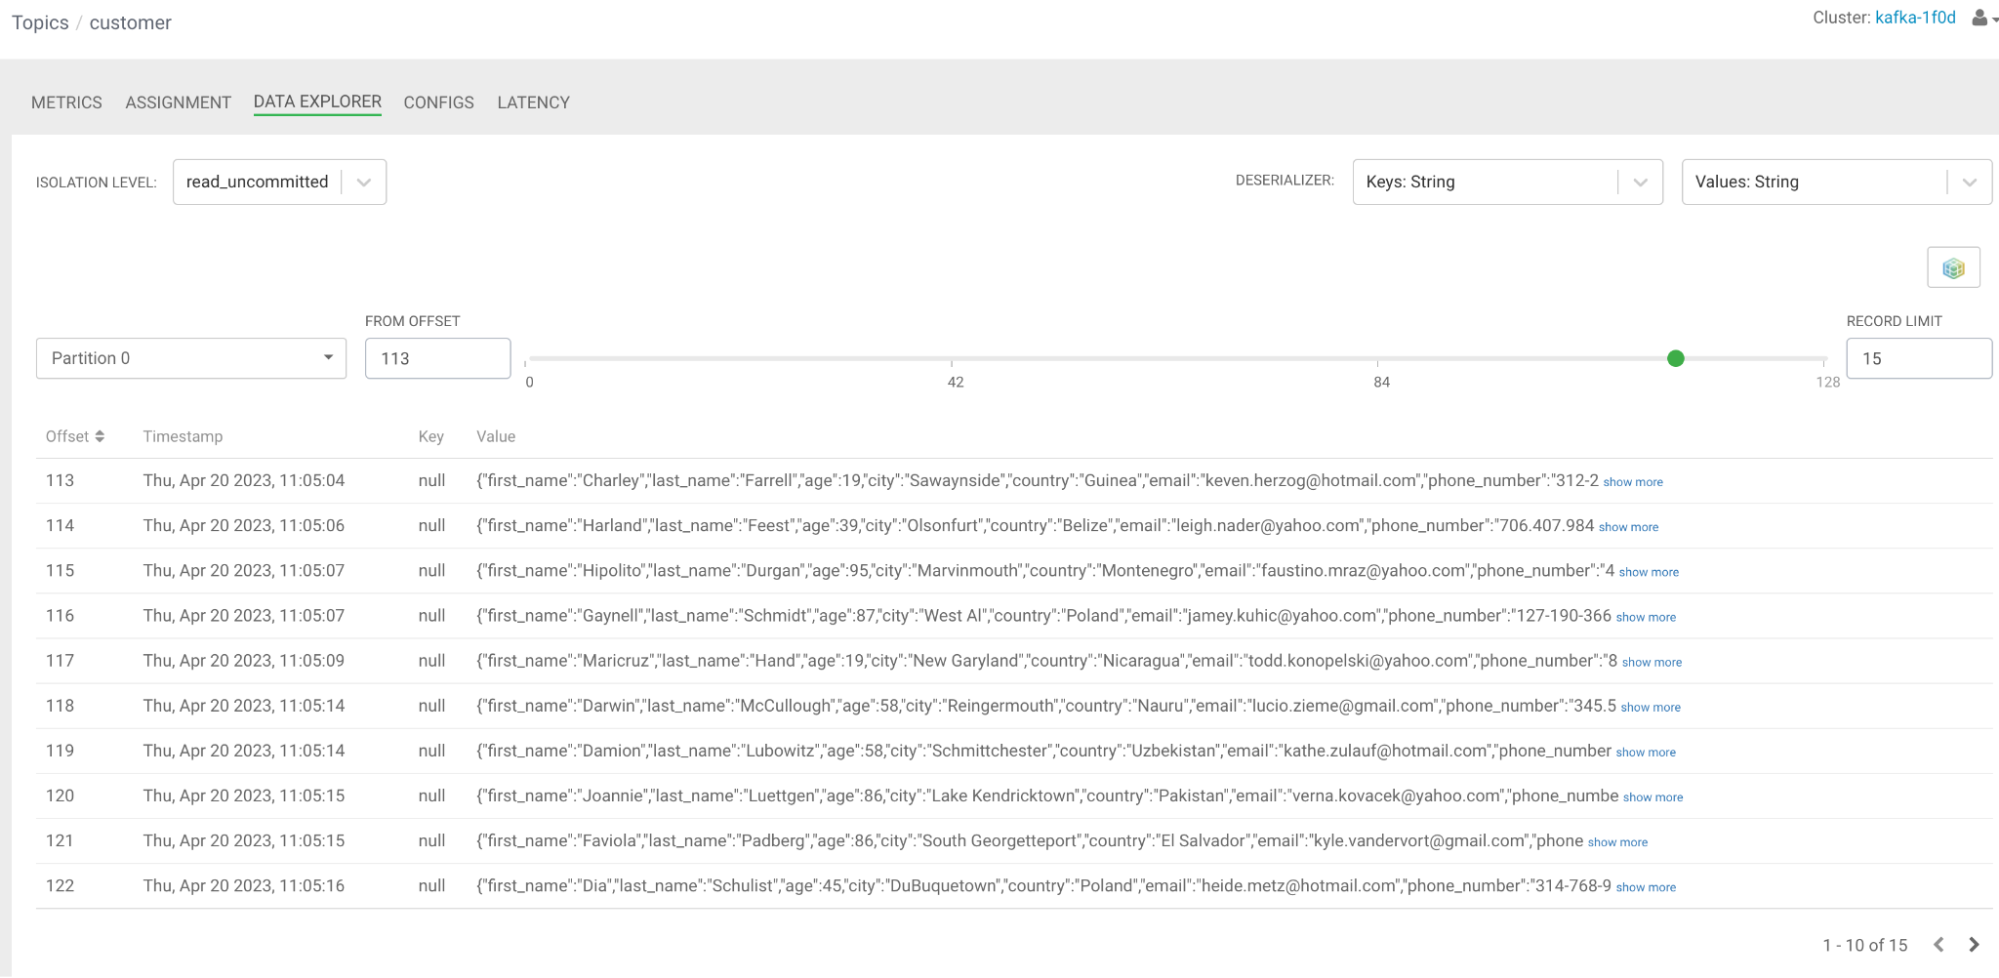 Topics / customer
Cluster: kafka-1f0d
METRICS ASSIGNMENT DATA EXPLORER CONFIGS LATENCY
ISOLATION LEVEL: read_uncommitted DESERIALIZER: Keys: String Values: String
FROM OFFSET RECORD LIMIT
Partition 0 113 15
0 42 84 128
Offset Timestamp Key Value
113 Thu, Apr 20 2023, 11:05:04 null {"first_name":"Charley","last_name":"Farrell","age":19,"city":"Sawaynside","country":"Guinea","email":"keven.herzog@hotmail.com","phone_number":"312-2 show more
114 Thu, Apr 20 2023, 11:05:06 null {"first_name":"Harland","last_name":"Feest","age":39,"city":"Olsonfurt","country":"Belize","email":"leigh.nader@yahoo.com","phone_number":"706.407.984 show more
115 Thu, Apr 20 2023, 11:05:07 null {"first_name":"Hipolito","last_name":"Durgan","age":95,"city":"Marvinmouth","country":"Montenegro","email":"faustino.mraz@yahoo.com","phone_number":"4 show more
116 Thu, Apr 20 2023, 11:05:07 null {"first_name":"Gaynell","last_name":"Schmidt","age":87,"city":"West Al","country":"Poland","email":"jamey.kuhic@yahoo.com","phone_number":"127-190-366 show more
117 Thu, Apr 20 2023, 11:05:09 null {"first_name":"Maricruz","last_name":"Hand","age":19,"city":"New Garyland","country":"Nicaragua","email":"todd.konopelski@yahoo.com","phone_number":"8 show more
118 Thu, Apr 20 2023, 11:05:14 null {"first_name":"Darwin","last_name":"McCullough","age":58,"city":"Reingermouth","country":"Nauru","email":"lucio.zieme@gmail.com","phone_number":"345.5 show more
119 Thu, Apr 20 2023, 11:05:14 null {"first_name":"Damion","last_name":"Lubowitz","age":58,"city":"Schmittchester","country":"Uzbekistan","email":"kathe.zulauf@hotmail.com","phone_number show more
120 Thu, Apr 20 2023, 11:05:15 null {"first_name":"Joannie","last_name":"Luettgen","age":86,"city":"Lake Kendricktown","country":"Pakistan","email":"verna.kovacek@yahoo.com","phone_numbe show more
121 Thu, Apr 20 2023, 11:05:15 null {"first_name":"Faviola","last_name":"Padberg","age":86,"city":"South Georgetteport","country":"El Salvador","email":"kyle.vandervort@gmail.com","phone show more
122 Thu, Apr 20 2023, 11:05:16 null {"first_name":"Dia","last_name":"Schulist","age":45,"city":"DuBuquetown","country":"Poland","email":"heide.metz@hotmail.com","phone_number":"314-768-9 show more
1 - 10 of 15